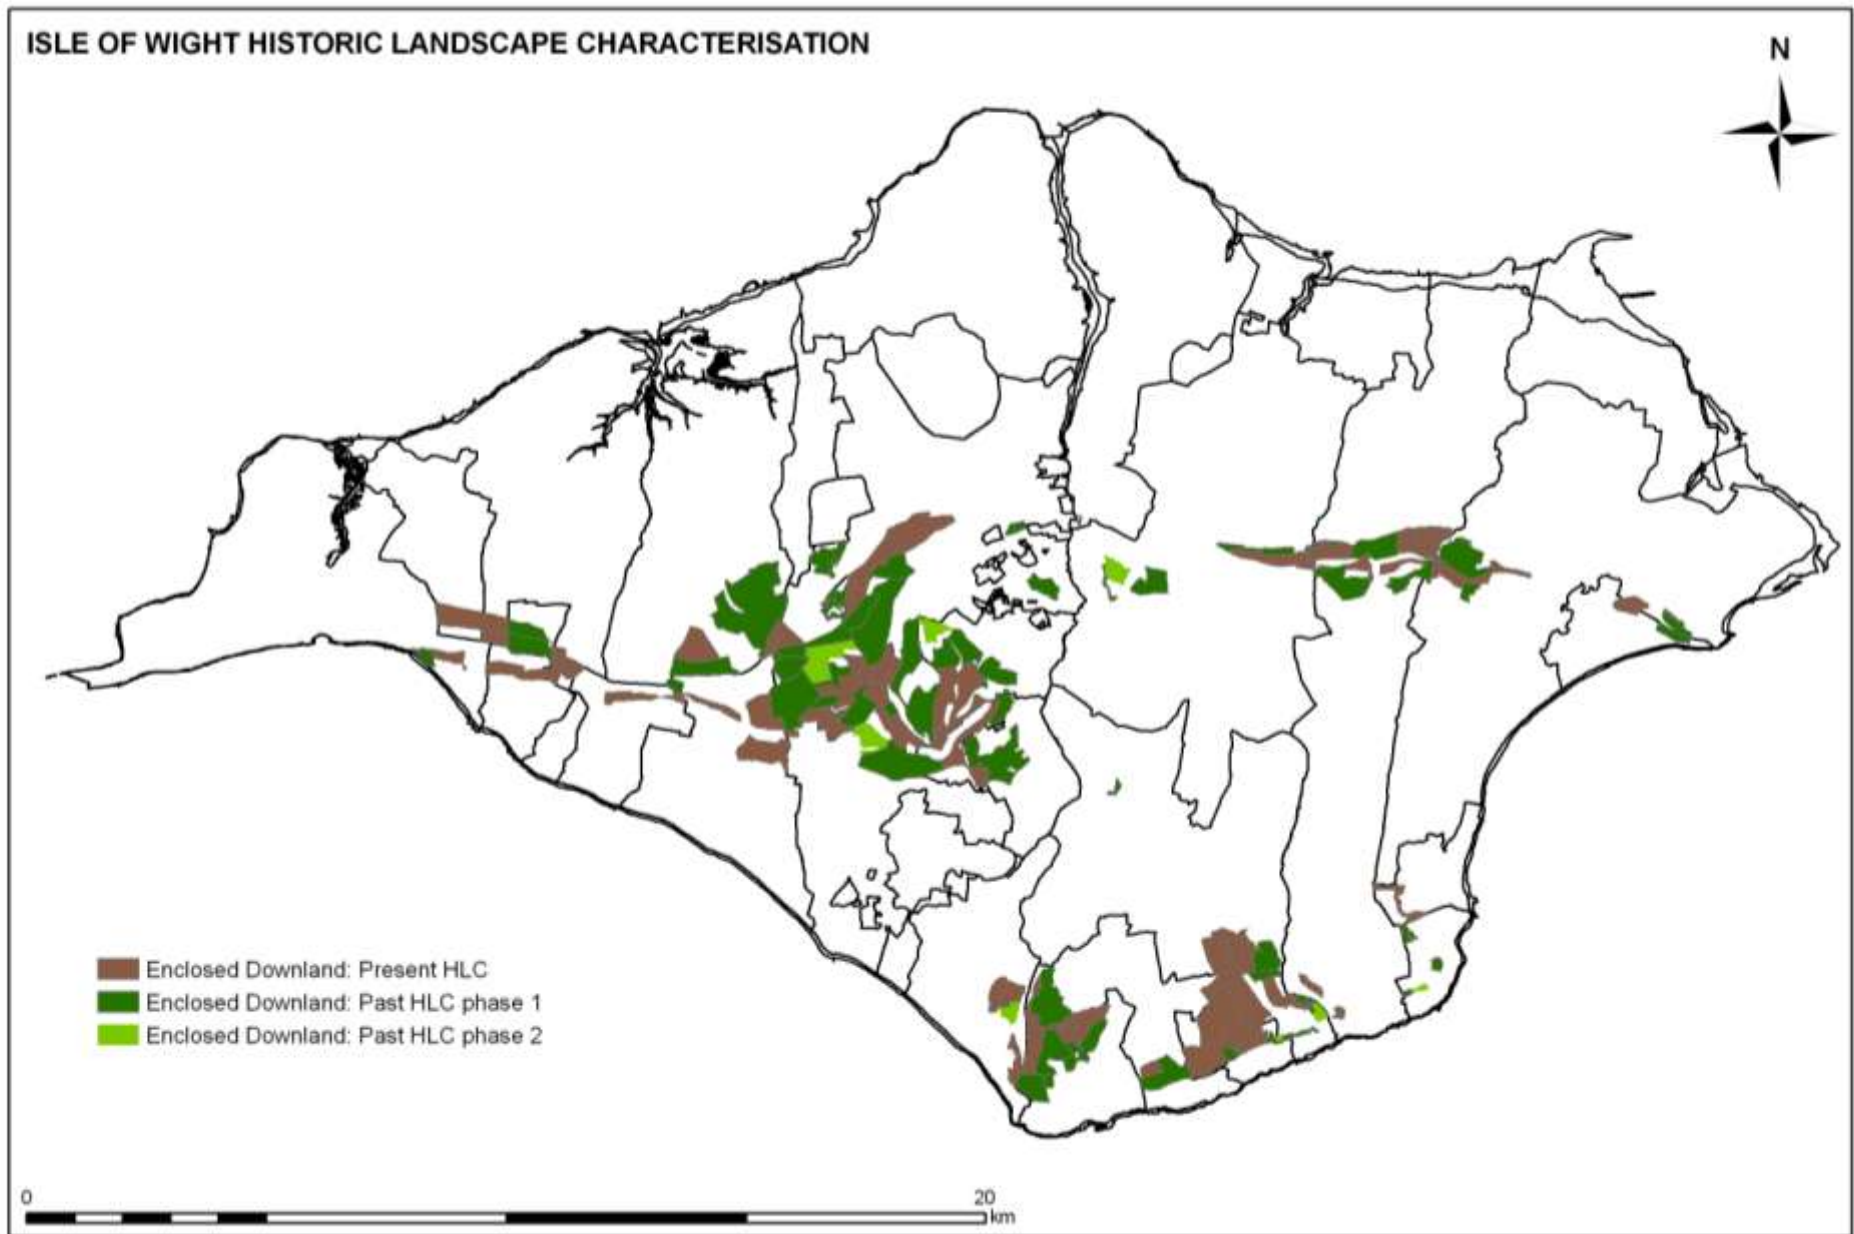 ISLE OF WIGHT HISTORIC LANDSCAPE CHARACTERISATION
N
Enclosed Downland: Present HLC
Enclosed Downland: Past HLC phase 1
Enclosed Downland: Past HLC phase 2
0 20
km